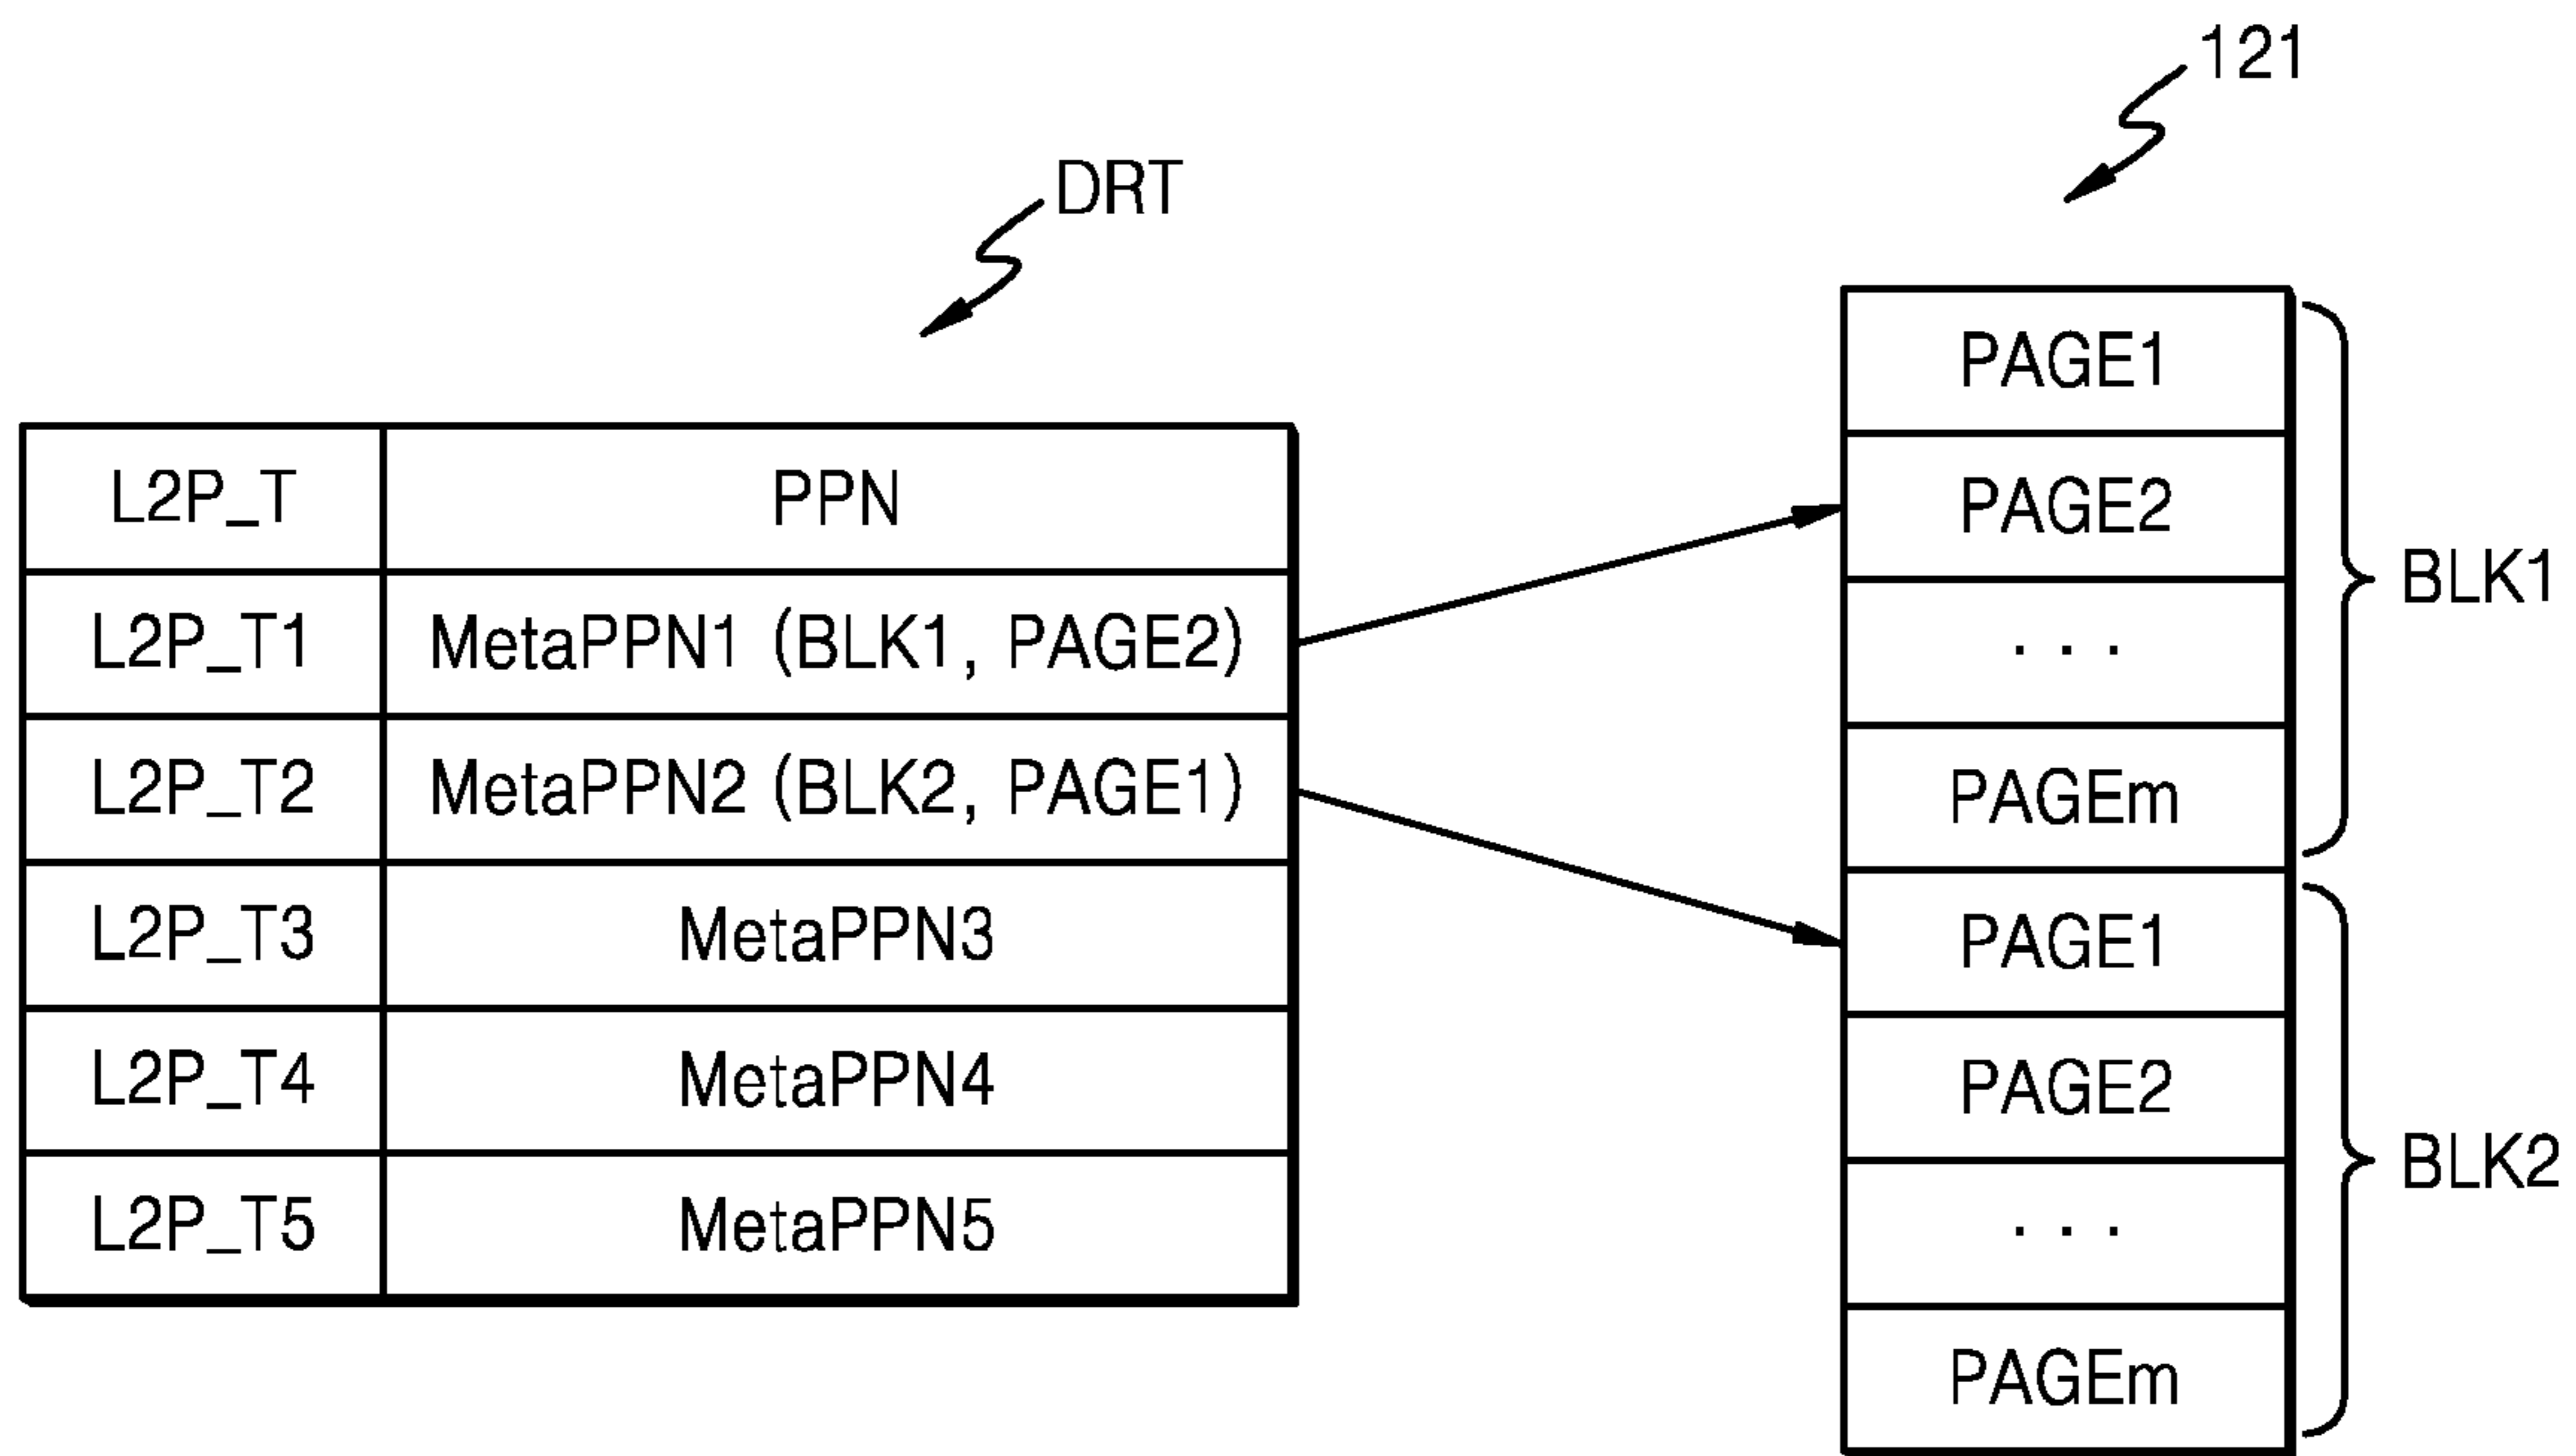 121
DRT
L2P_T PPN
L2P_T1 MetaPPN1 (BLK1, PAGE2)
L2P_T2 MetaPPN2 (BLK2, PAGE1)
L2P_T3 MetaPPN3
L2P_T4 MetaPPN4
L2P_T5 MetaPPN5
PAGE1
PAGE2
. . .
PAGEm
BLK1
PAGE1
PAGE2
. . .
PAGEm
BLK2